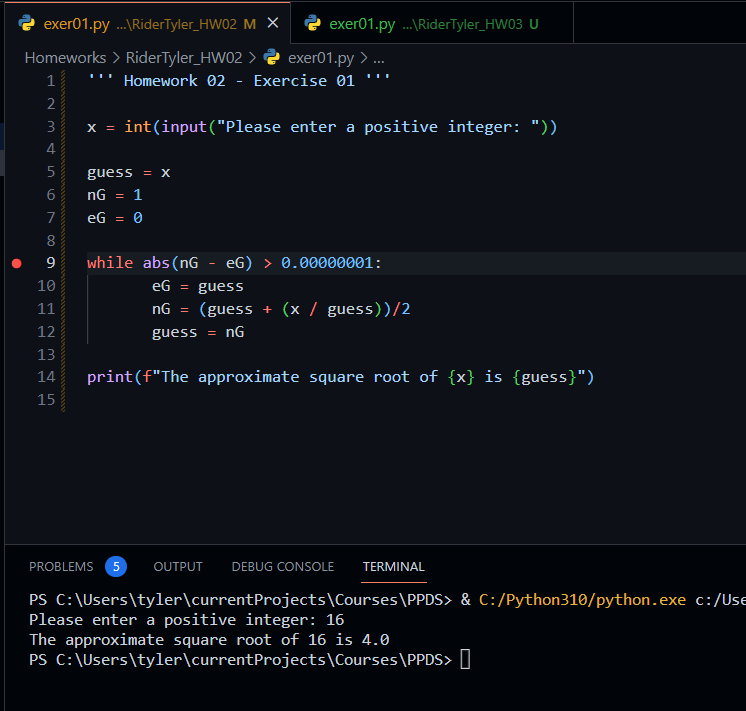 exer01.py ...\RiderTyler_HW02 M × exer01.py ...\RiderTyler_HW03 U
Homeworks > RiderTyler_HW02 > exer01.py > ...
1 ''' Homework 02 - Exercise 01 '''
2
3 x = int(input("Please enter a positive integer: "))
4
5 guess = x
6 nG = 1
7 eG = 0
8
9 while abs(nG - eG) > 0.00000001:
10 eG = guess
11 nG = (guess + (x / guess))/2
12 guess = nG
13
14 print(f"The approximate square root of {x} is {guess}")
15
PROBLEMS 5 OUTPUT DEBUG CONSOLE TERMINAL
PS C:\Users\tyler\currentProjects\Courses\PPDS> & C:/Python310/python.exe c:/Use
Please enter a positive integer: 16
The approximate square root of 16 is 4.0
PS C:\Users\tyler\currentProjects\Courses\PPDS>